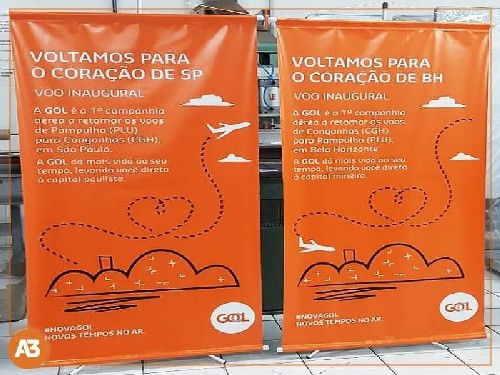 VOLTAMOS PARA
O CORAÇÃO DE SP
VOO INAUGURAL
A GOL é a 1ª companhia
aérea a retomar os voos
de Pampulha (PLU)
para Congonhas (CGH),
em São Paulo.
A GOL dá mais vida ao seu
tempo, levando você direto
à capital paulista.
#NOVAGOL
NOVOS TEMPOS NO AR.
GOL
VOLTAMOS PARA
O CORAÇÃO DE BH
VOO INAUGURAL
A GOL é a 1ª companhia
aérea a retomar os voos
de Congonhas (CGH)
para Pampulha (PLU),
em Belo Horizonte.
A GOL dá mais vida ao seu
tempo, levando você direto
à capital mineira.
#NOVAGOL
NOVOS TEMPOS NO AR.
GOL
A3